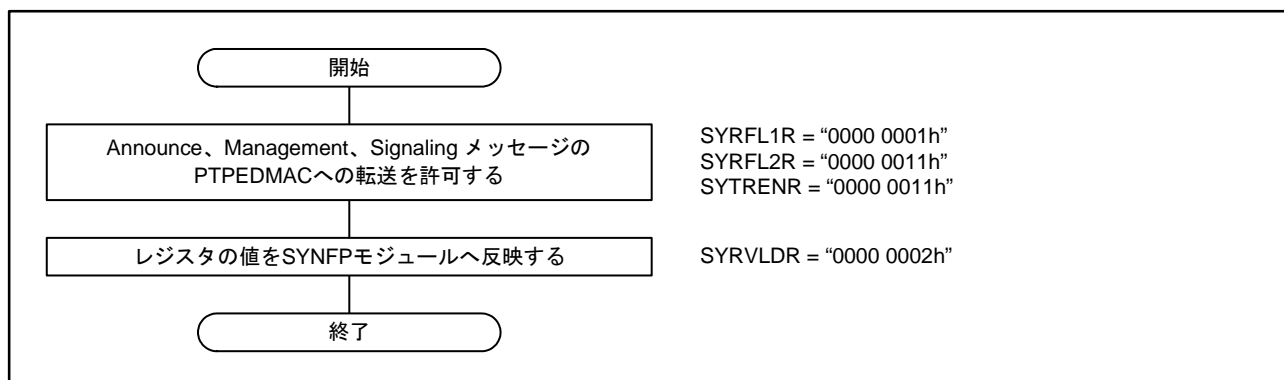 開始
Announce、Management、Signaling メッセージの
PTPEDMACへの転送を許可する
SYRFL1R = “0000 0001h”
SYRFL2R = “0000 0011h”
SYTRENR = “0000 0011h”
レジスタの値をSYNFPモジュールへ反映する
SYRVLDR = “0000 0002h”
終了